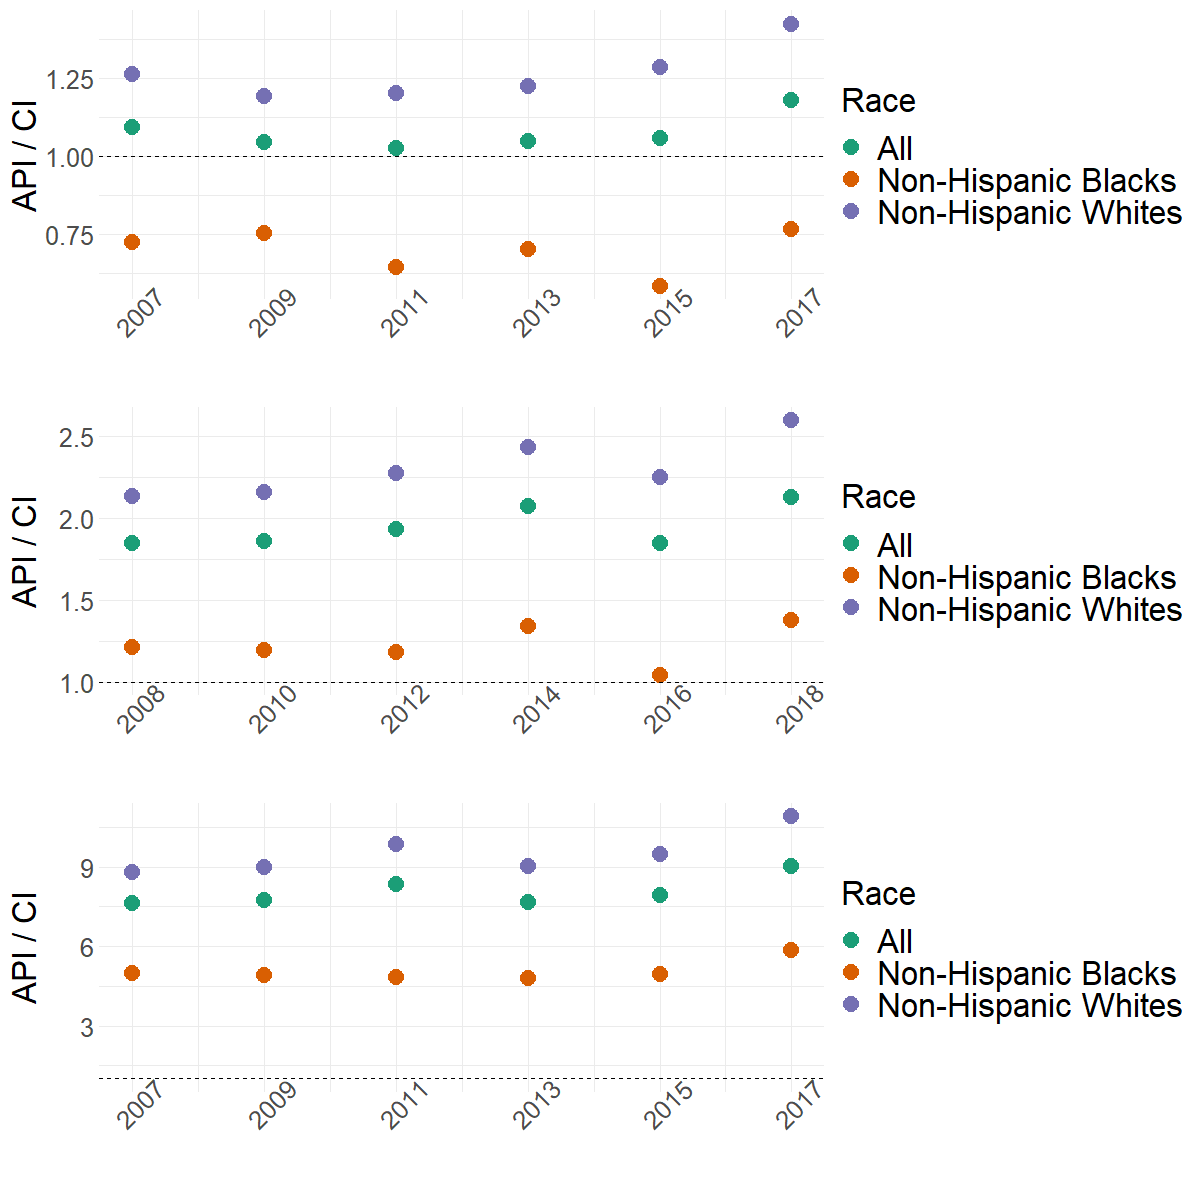 API / CI
1.25
1.00
0.75
2007 2009 2011 2013 2015 2017
Race
All
Non-Hispanic Blacks
Non-Hispanic Whites
API / CI
2.5
2.0
1.5
1.0
2008 2010 2012 2014 2016 2018
Race
All
Non-Hispanic Blacks
Non-Hispanic Whites
API / CI
9
6
3
2007 2009 2011 2013 2015 2017
Race
All
Non-Hispanic Blacks
Non-Hispanic Whites